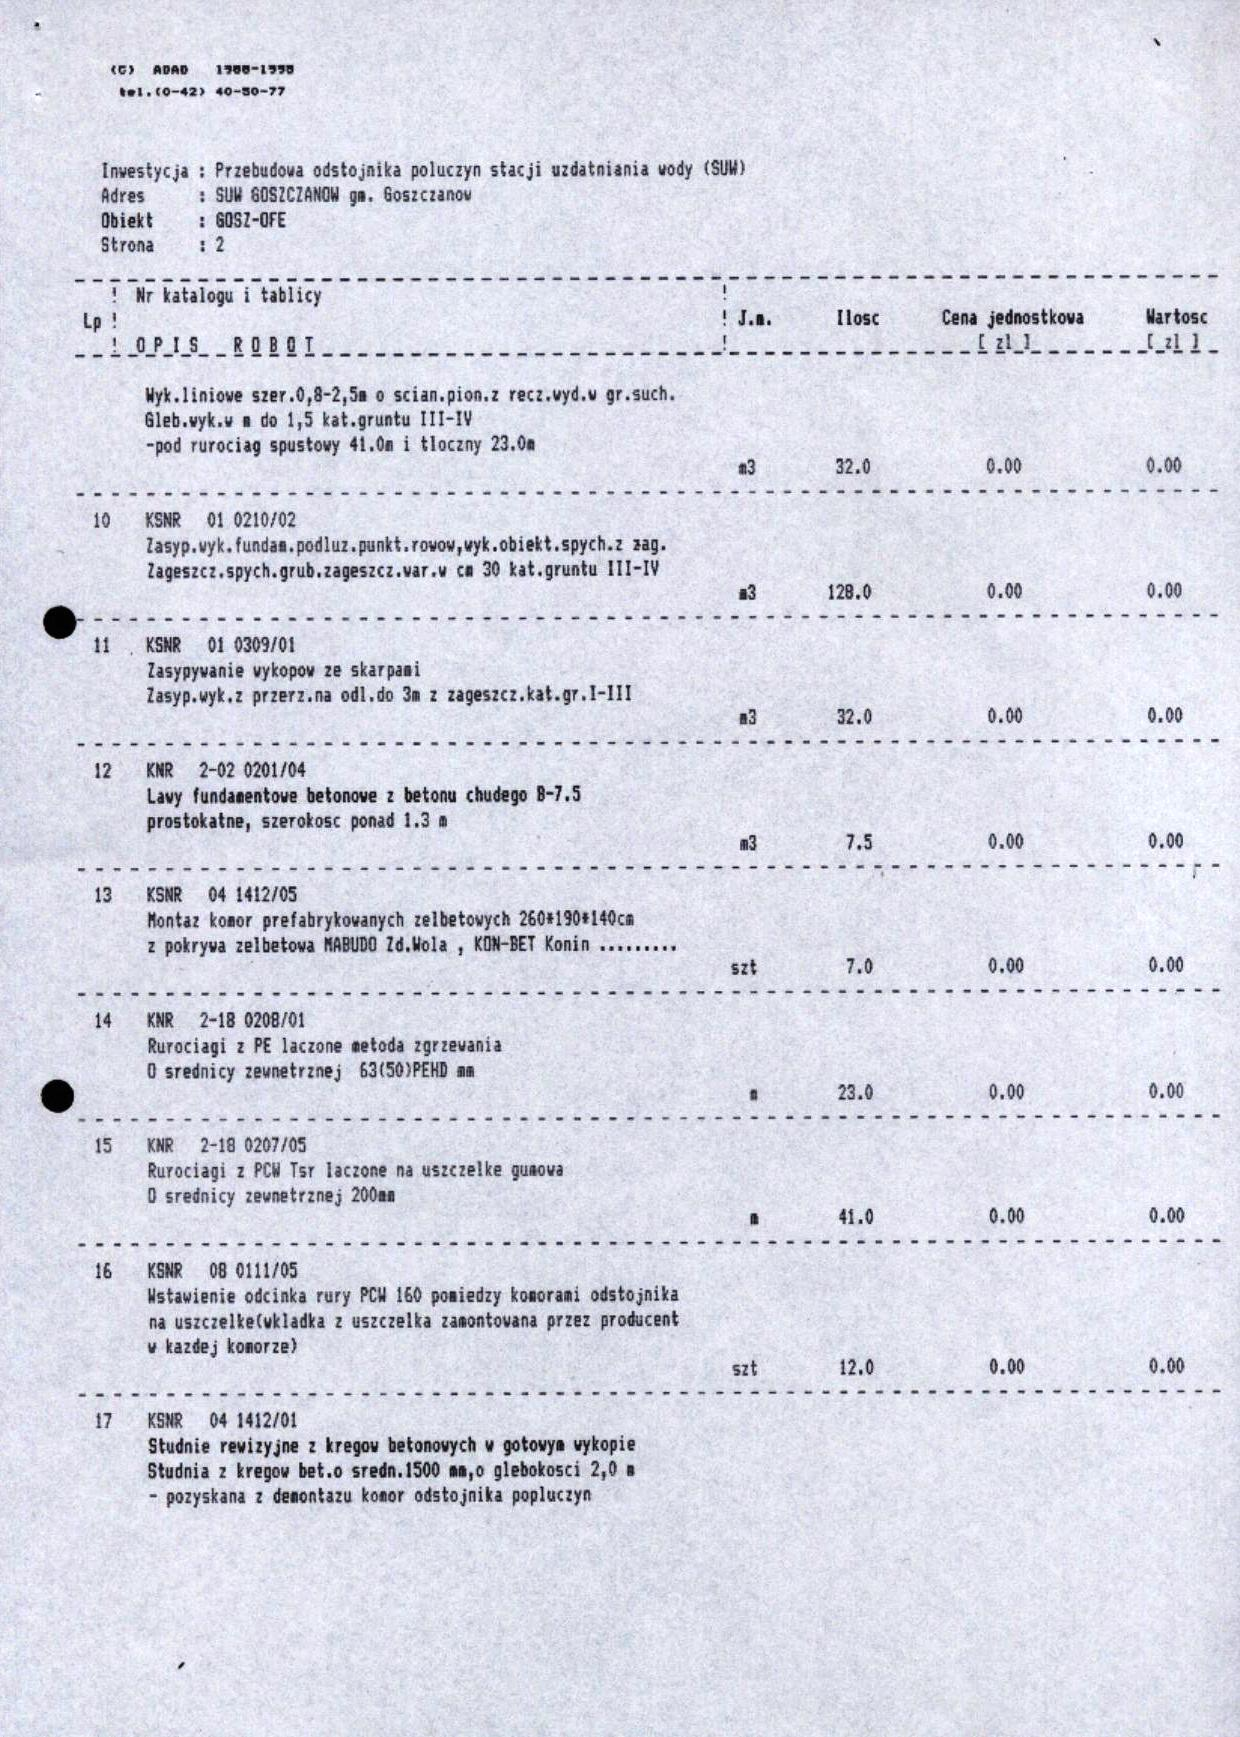 (C) ADAD 1988-1998
tel.(0-42) 40-50-77
Inwestycja : Przebudowa odstojnika poluczyn stacji uzdatniania wody (SUW)
Adres : SUW GOSZCZANOW gm. Goszczanow
Obiekt : GOSZ-OFE
Strona : 2
! Nr katalogu i tablicy !
Lp ! ! J.m. Ilosc Cena jednostkowa Wartosc
! O P I S R O B O T ! [ zl ] [ zl ]
Wyk.liniowe szer.0,8-2,5m o scian.pion.z recz.wyd.w gr.such.
Gleb.wyk.w m do 1,5 kat.gruntu III-IV
-pod rurociag spustowy 41.0m i tloczny 23.0m
m3 32.0 0.00 0.00
10 KSNR 01 0210/02
Zasyp.wyk.fundam.podluz.punkt.rowow,wyk.obiekt.spych.z zag.
Zageszcz.spych.grub.zageszcz.war.w cm 30 kat.gruntu III-IV
m3 128.0 0.00 0.00
11 KSNR 01 0309/01
Zasypywanie wykopow ze skarpami
Zasyp.wyk.z przerz.na odl.do 3m z zageszcz.kat.gr.I-III
m3 32.0 0.00 0.00
12 KNR 2-02 0201/04
Lawy fundamentowe betonowe z betonu chudego B-7.5
prostokatne, szerokosc ponad 1.3 m
m3 7.5 0.00 0.00
13 KSNR 04 1412/05
Montaz komor prefabrykowanych zelbetowych 260*190*140cm
z pokrywa zelbetowa MABUDO Zd.Wola , KON-BET Konin .........
szt 7.0 0.00 0.00
14 KNR 2-18 0208/01
Rurociagi z PE laczone metoda zgrzewania
O srednicy zewnetrznej 63(50)PEHD mm
m 23.0 0.00 0.00
15 KNR 2-18 0207/05
Rurociagi z PCW Tsr laczone na uszczelke gumowa
O srednicy zewnetrznej 200mm
m 41.0 0.00 0.00
16 KSNR 08 0111/05
Wstawienie odcinka rury PCW 160 pomiedzy komorami odstojnika
na uszczelke(wkladka z uszczelka zamontowana przez producent
w kazdej komorze)
szt 12.0 0.00 0.00
17 KSNR 04 1412/01
Studnie rewizyjne z kregow betonowych w gotowym wykopie
Studnia z kregow bet.o sredn.1500 mm,o glebokosci 2,0 m
- pozyskana z demontazu komor odstojnika popluczyn